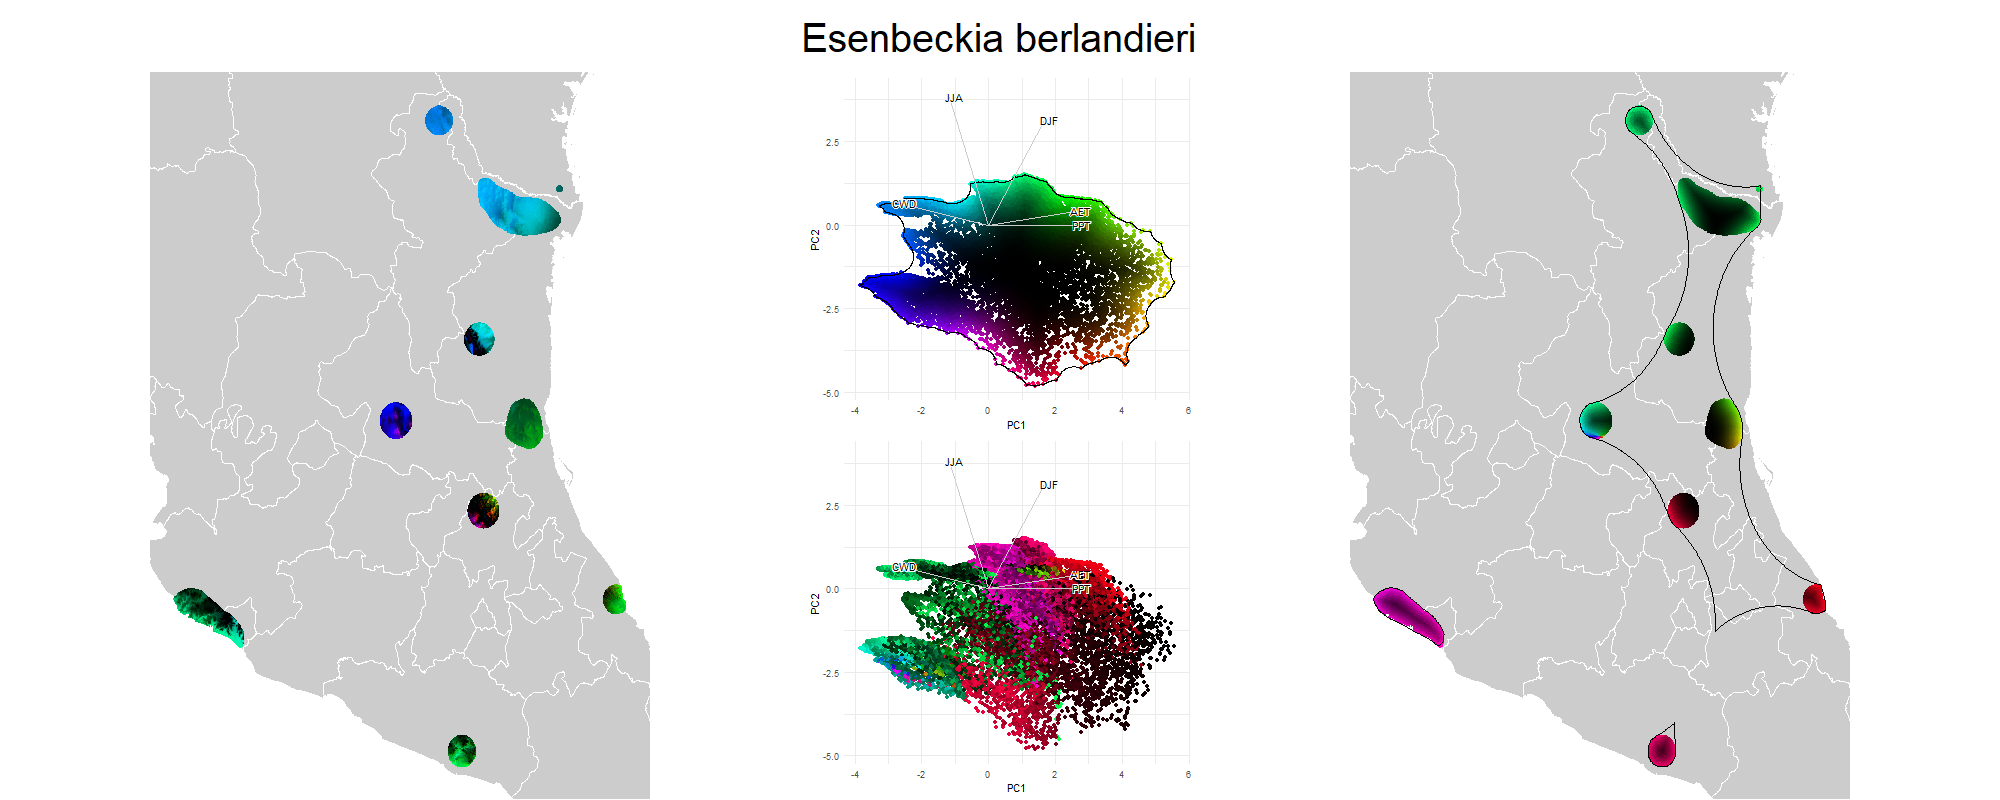 Esenbeckia berlandieri
JJA
DJF
2.5
CWD
AET
0.0
PPT
PC2
-2.5
-5.0
-4
-2
0
2
4
6
PC1
JJA
DJF
2.5
CWD
AET
0.0
PPT
PC2
-2.5
-5.0
-4
-2
0
2
4
6
PC1